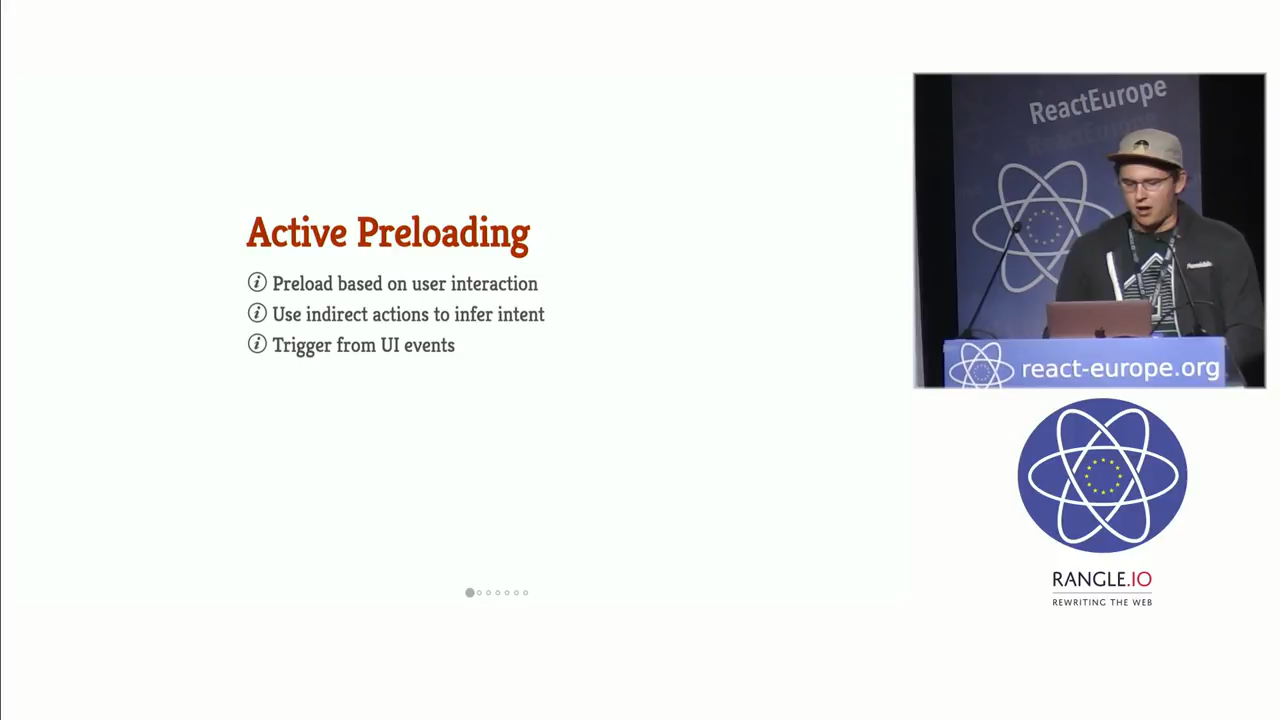 Active Preloading
Preload based on user interaction
Use indirect actions to infer intent
Trigger from UI events
ReactEurope
react-europe.org
RANGLE.IO
REWRITING THE WEB